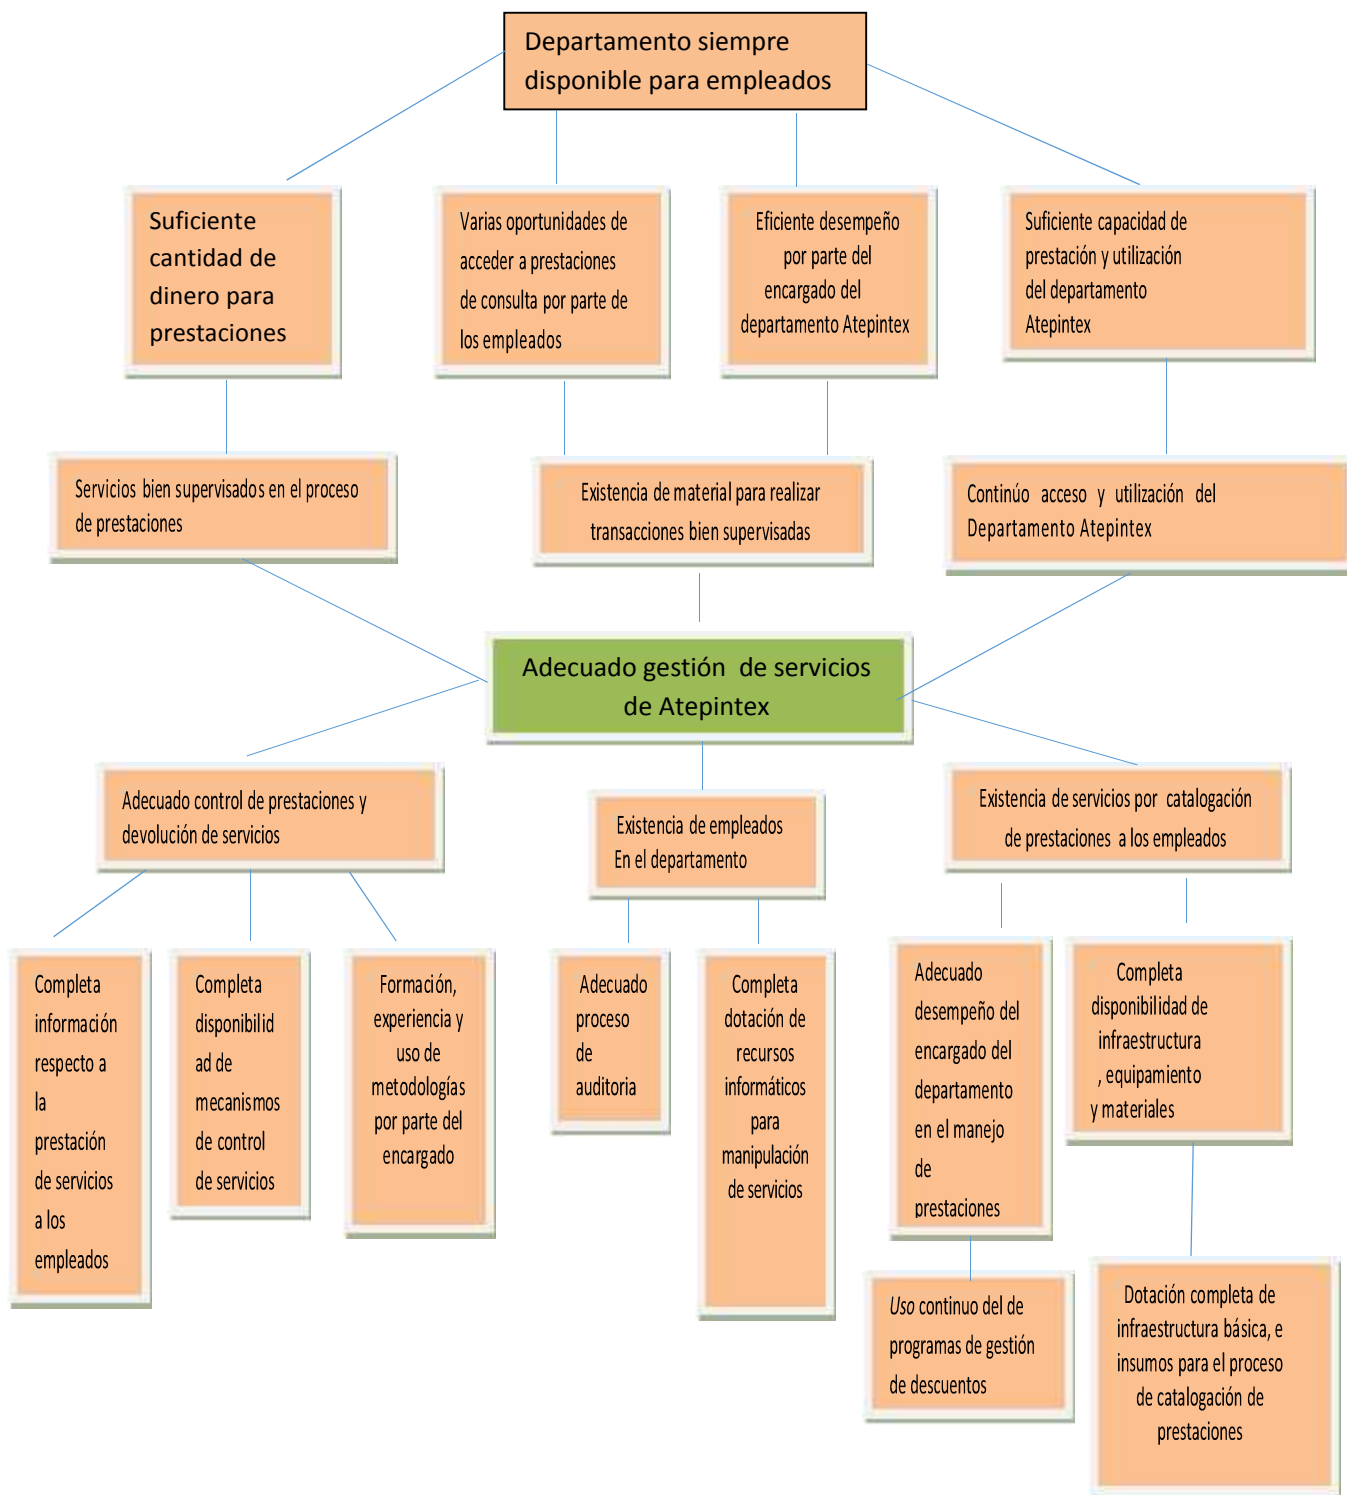 Departamento siempre
disponible para empleados
Suficiente
cantidad de
dinero para
prestaciones
Varias oportunidades de
acceder a prestaciones
de consulta por parte de
los empleados
Eficiente desempeño
por parte del
encargado del
departamento Atepintex
Suficiente capacidad de
prestación y utilización
del departamento
Atepintex
Servicios bien supervisados en el proceso
de prestaciones
Existencia de material para realizar
transacciones bien supervisadas
Continúo acceso y utilización del
Departamento Atepintex
Adecuado gestión de servicios
de Atepintex
Adecuado control de prestaciones y
devolución de servicios
Existencia de empleados
En el departamento
Existencia de servicios por catalogación
de prestaciones a los empleados
Completa
información
respecto a
la
prestación
de servicios
a los
empleados
Completa
disponibilid
ad de
mecanismos
de control
de servicios
Formación,
experiencia y
uso de
metodologías
por parte del
encargado
Adecuado
proceso
de
auditoria
Completa
dotación de
recursos
informáticos
para
manipulación
de servicios
Adecuado
desempeño del
encargado del
departamento
en el manejo
de
prestaciones
Completa
disponibilidad de
infraestructura
, equipamiento
y materiales
Uso continuo del de
programas de gestión
de descuentos
Dotación completa de
infraestructura básica, e
insumos para el proceso
de catalogación de
prestaciones